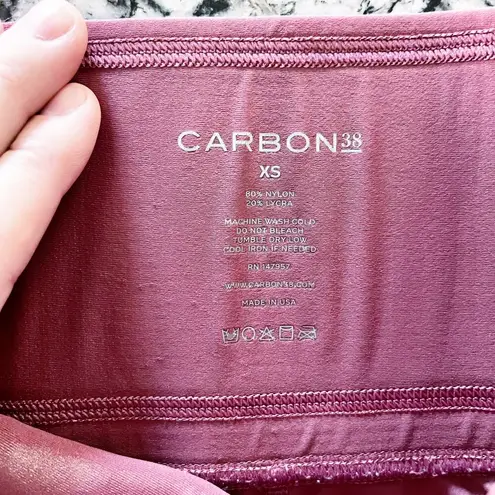 CARBON38
XS
80% NYLON
20% LYCRA
MACHINE WASH COLD
DO NOT BLEACH
TUMBLE DRY LOW
COOL IRON IF NEEDED
RN 147957
WWW.CARBON38.COM
MADE IN USA